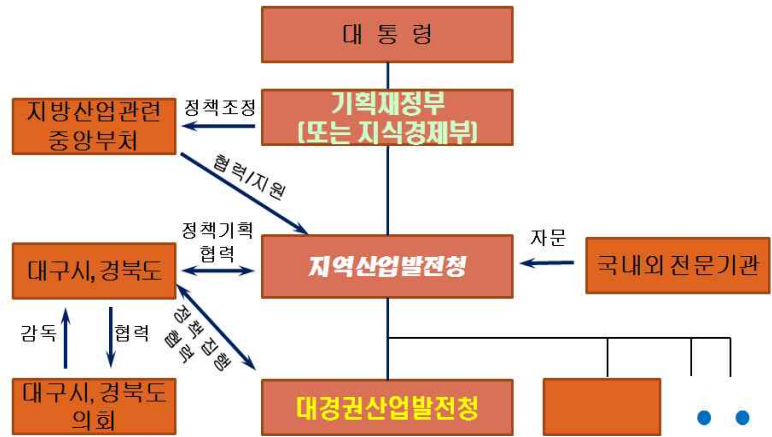 대 통 령
기획재정부
(또는 지식경제부)
정책조정
지방산업관련
중앙부처
협력/지원
정책기획
협력
대구시, 경북도
지역산업발전청
자문
국내외 전문기관
감독
협력
정책 집행
협력
대구시, 경북도
의회
대경권산업발전청